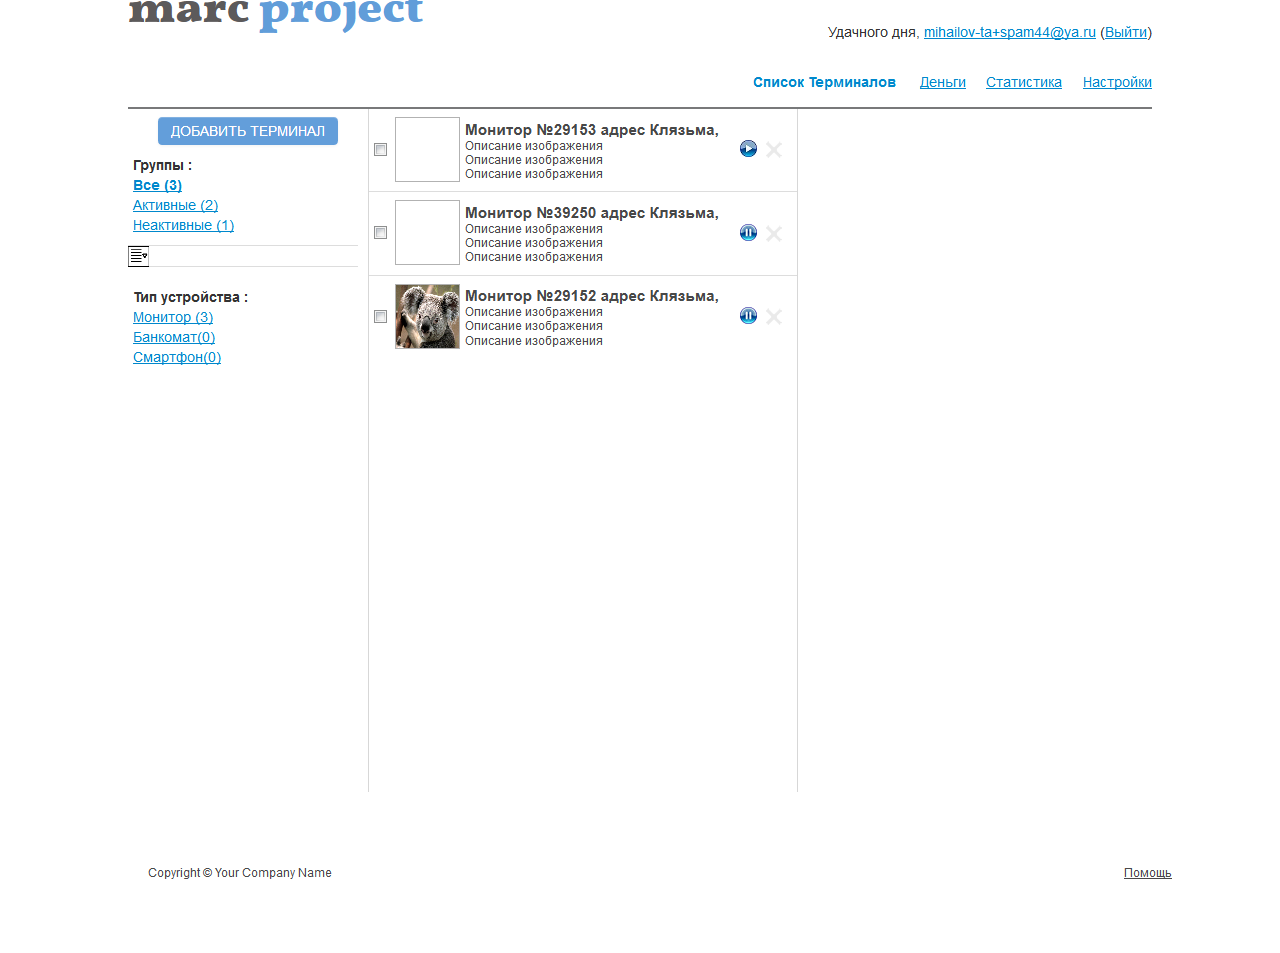 marc project
Удачного дня, mihailov-ta+spam44@ya.ru (Выйти)
Список Терминалов Деньги Статистика Настройки
ДОБАВИТЬ ТЕРМИНАЛ
Группы :
Все (3)
Активные (2)
Неактивные (1)
Тип устройства :
Монитор (3)
Банкомат(0)
Смартфон(0)
Монитор №29153 адрес Клязьма,
Описание изображения
Описание изображения
Описание изображения
Монитор №39250 адрес Клязьма,
Описание изображения
Описание изображения
Описание изображения
Монитор №29152 адрес Клязьма,
Описание изображения
Описание изображения
Описание изображения
Copyright © Your Company Name
Помощь